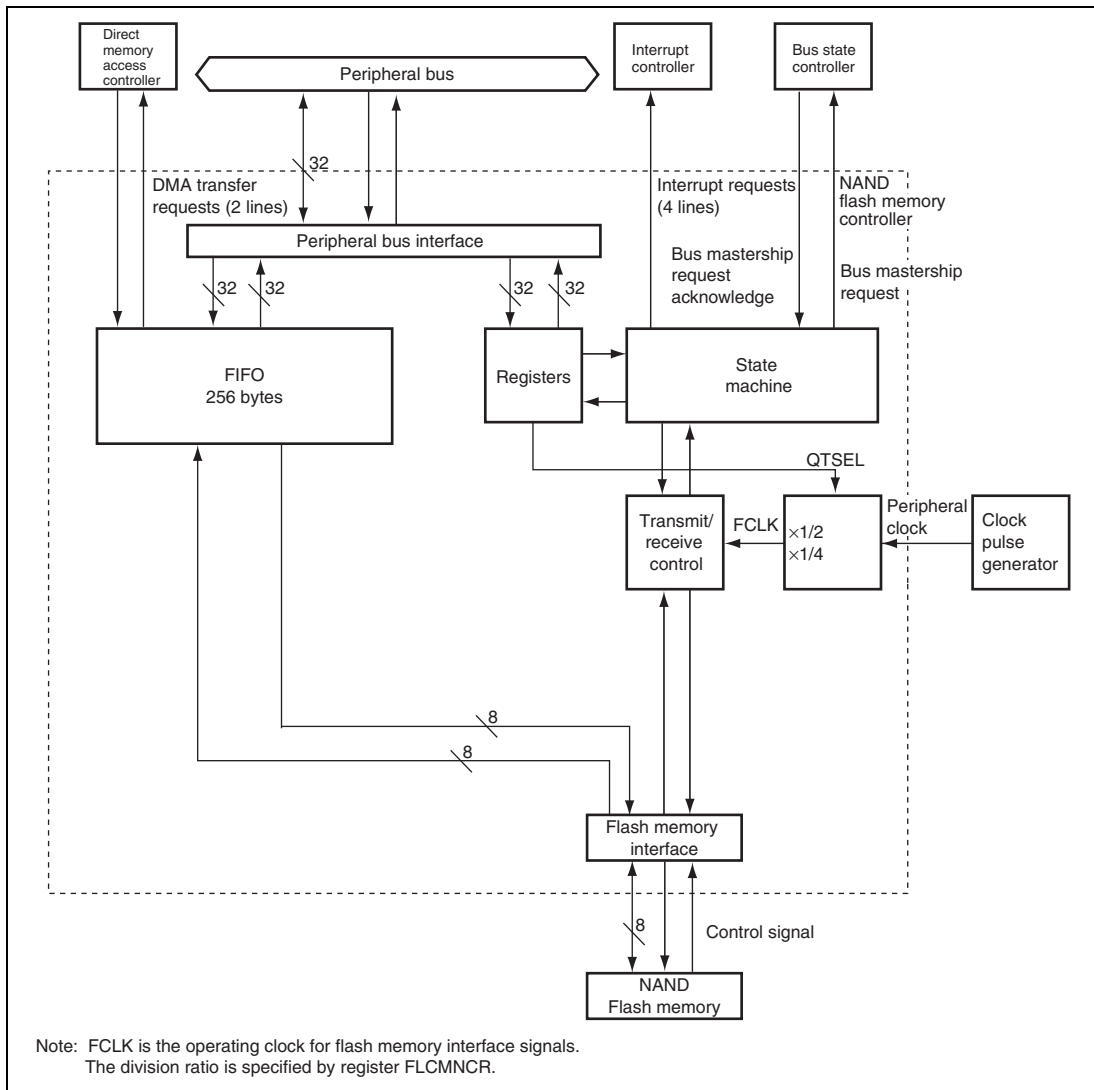 Direct
memory
access
controller
Peripheral bus
Interrupt
controller
Bus state
controller
32
DMA transfer
requests (2 lines)
Interrupt requests
(4 lines)
NAND
flash memory
controller
Peripheral bus interface
Bus mastership
request
acknowledge
Bus mastership
request
32
32
32
32
FIFO
256 bytes
Registers
State
machine
QTSEL
Transmit/
receive
control
FCLK
×1/2
×1/4
Peripheral
clock
Clock
pulse
generator
8
8
Flash memory
interface
8
Control signal
NAND
Flash memory
Note: FCLK is the operating clock for flash memory interface signals.
The division ratio is specified by register FLCMNCR.